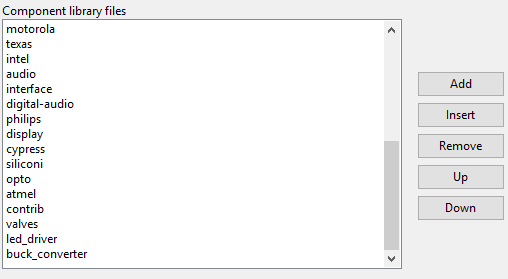 Component library files
motorola
texas
intel
audio
interface
digital-audio
philips
display
cypress
siliconi
opto
atmel
contrib
valves
led_driver
buck_converter
Add
Insert
Remove
Up
Down